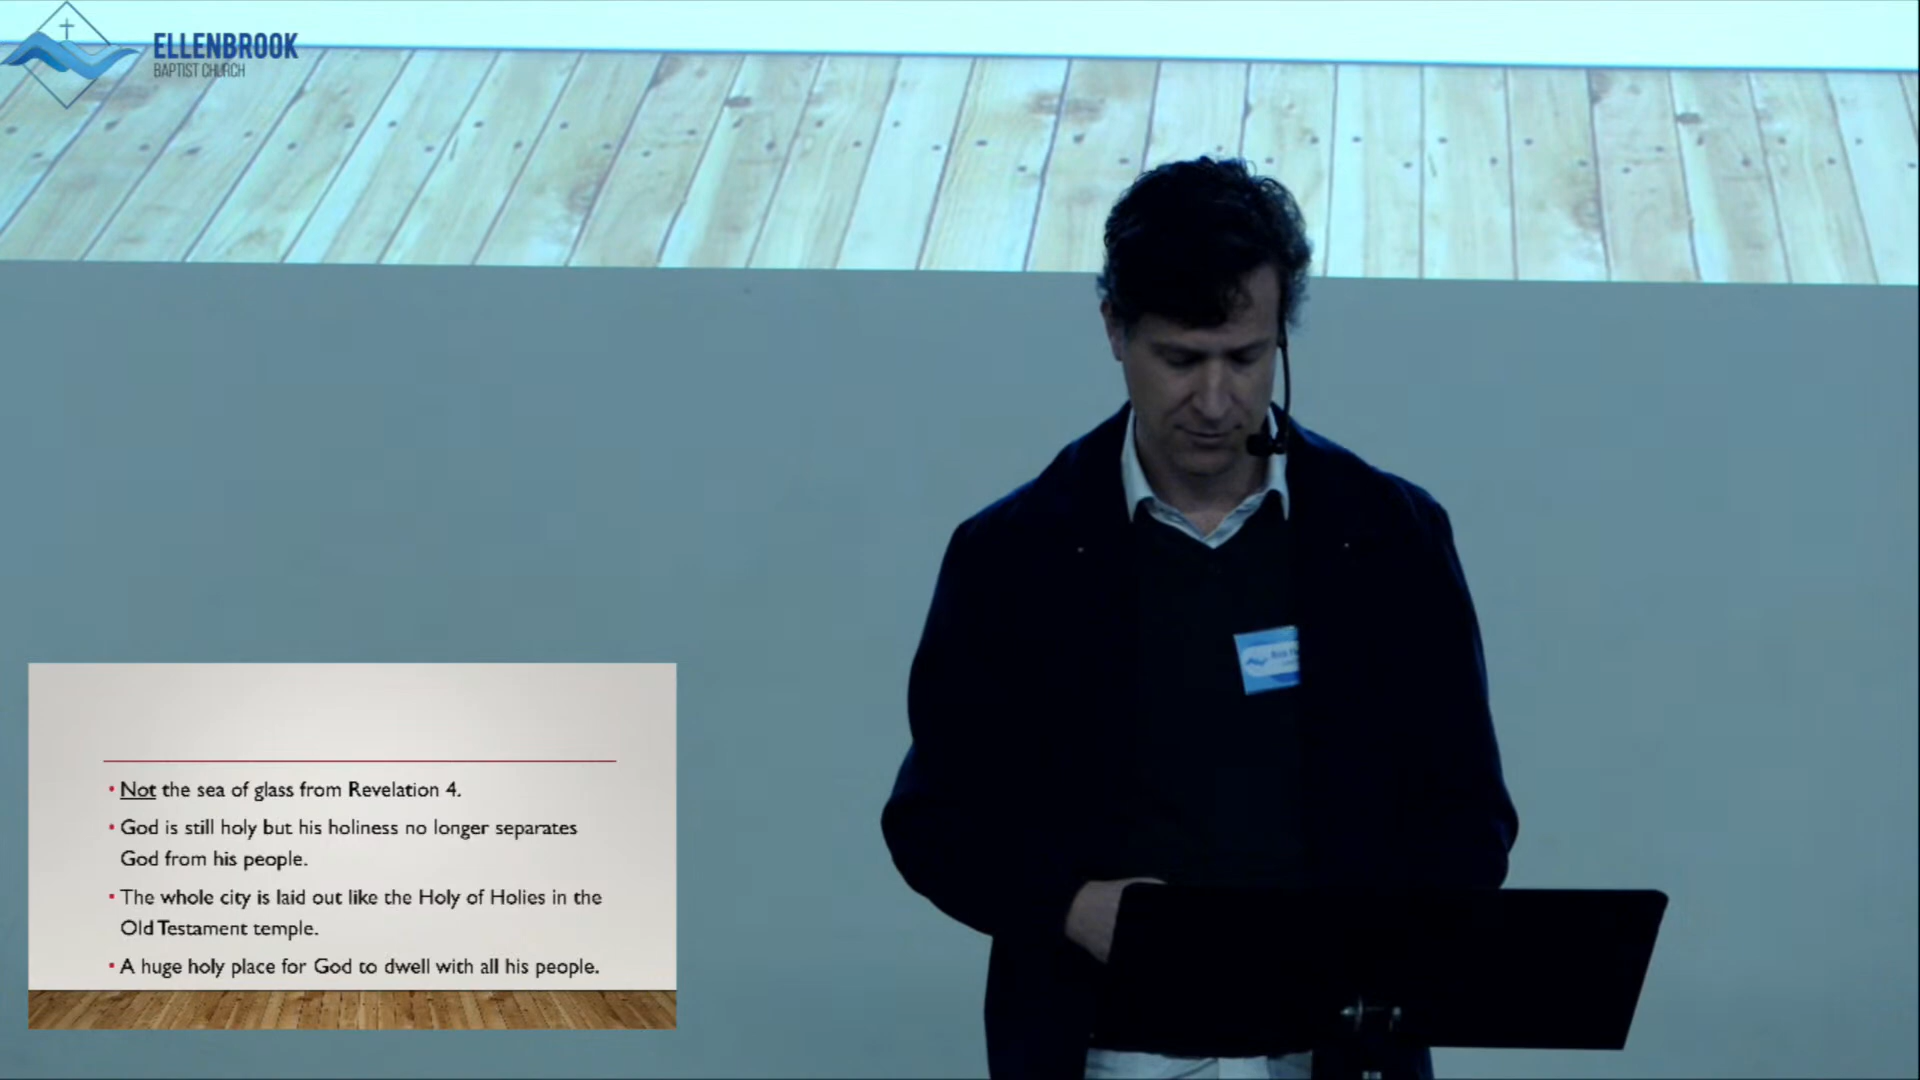 ELLENBROOK
BAPTIST CHURCH
• Not the sea of glass from Revelation 4.
• God is still holy but his holiness no longer separates
God from his people.
• The whole city is laid out like the Holy of Holies in the
Old Testament temple.
• A huge holy place for God to dwell with all his people.